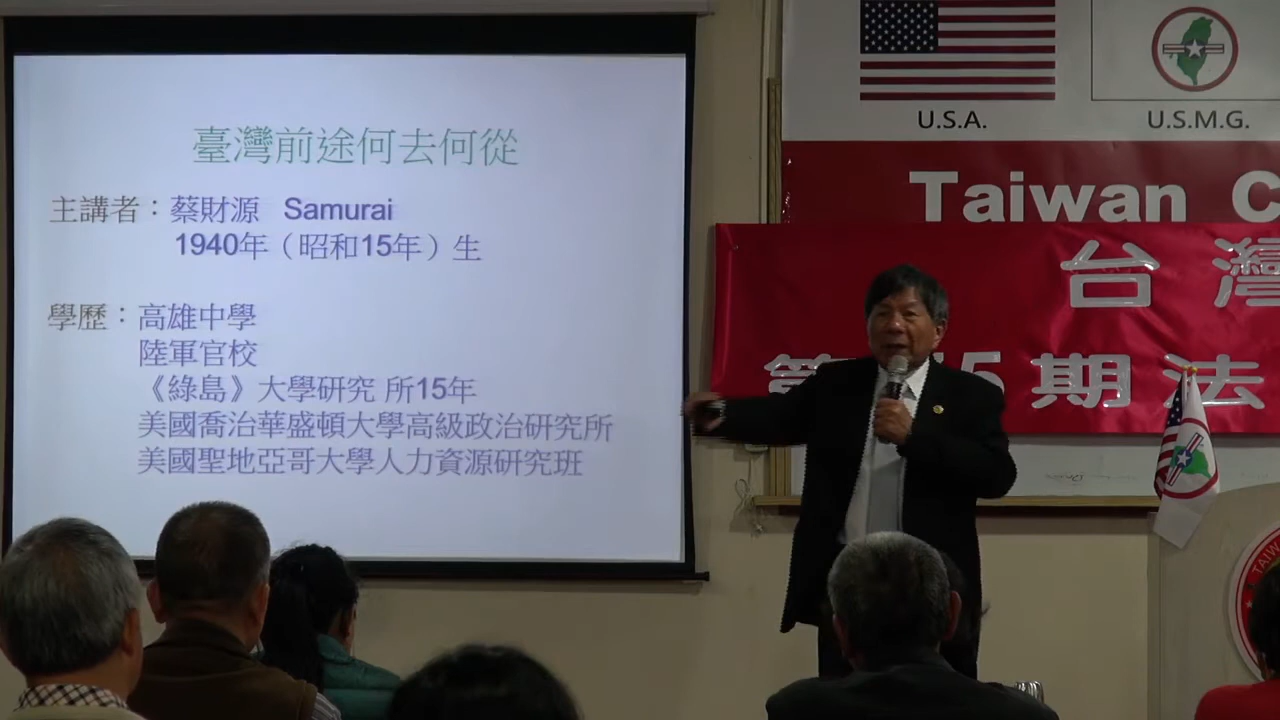 臺灣前途何去何從
主講者：蔡財源 Samurai
1940年（昭和15年）生
學歷：高雄中學
陸軍官校
《綠島》大學研究 所15年
美國喬治華盛頓大學高級政治研究所
美國聖地亞哥大學人力資源研究班
U.S.A.
U.S.M.G.
Taiwan C
台灣
第 15期法
TAIW